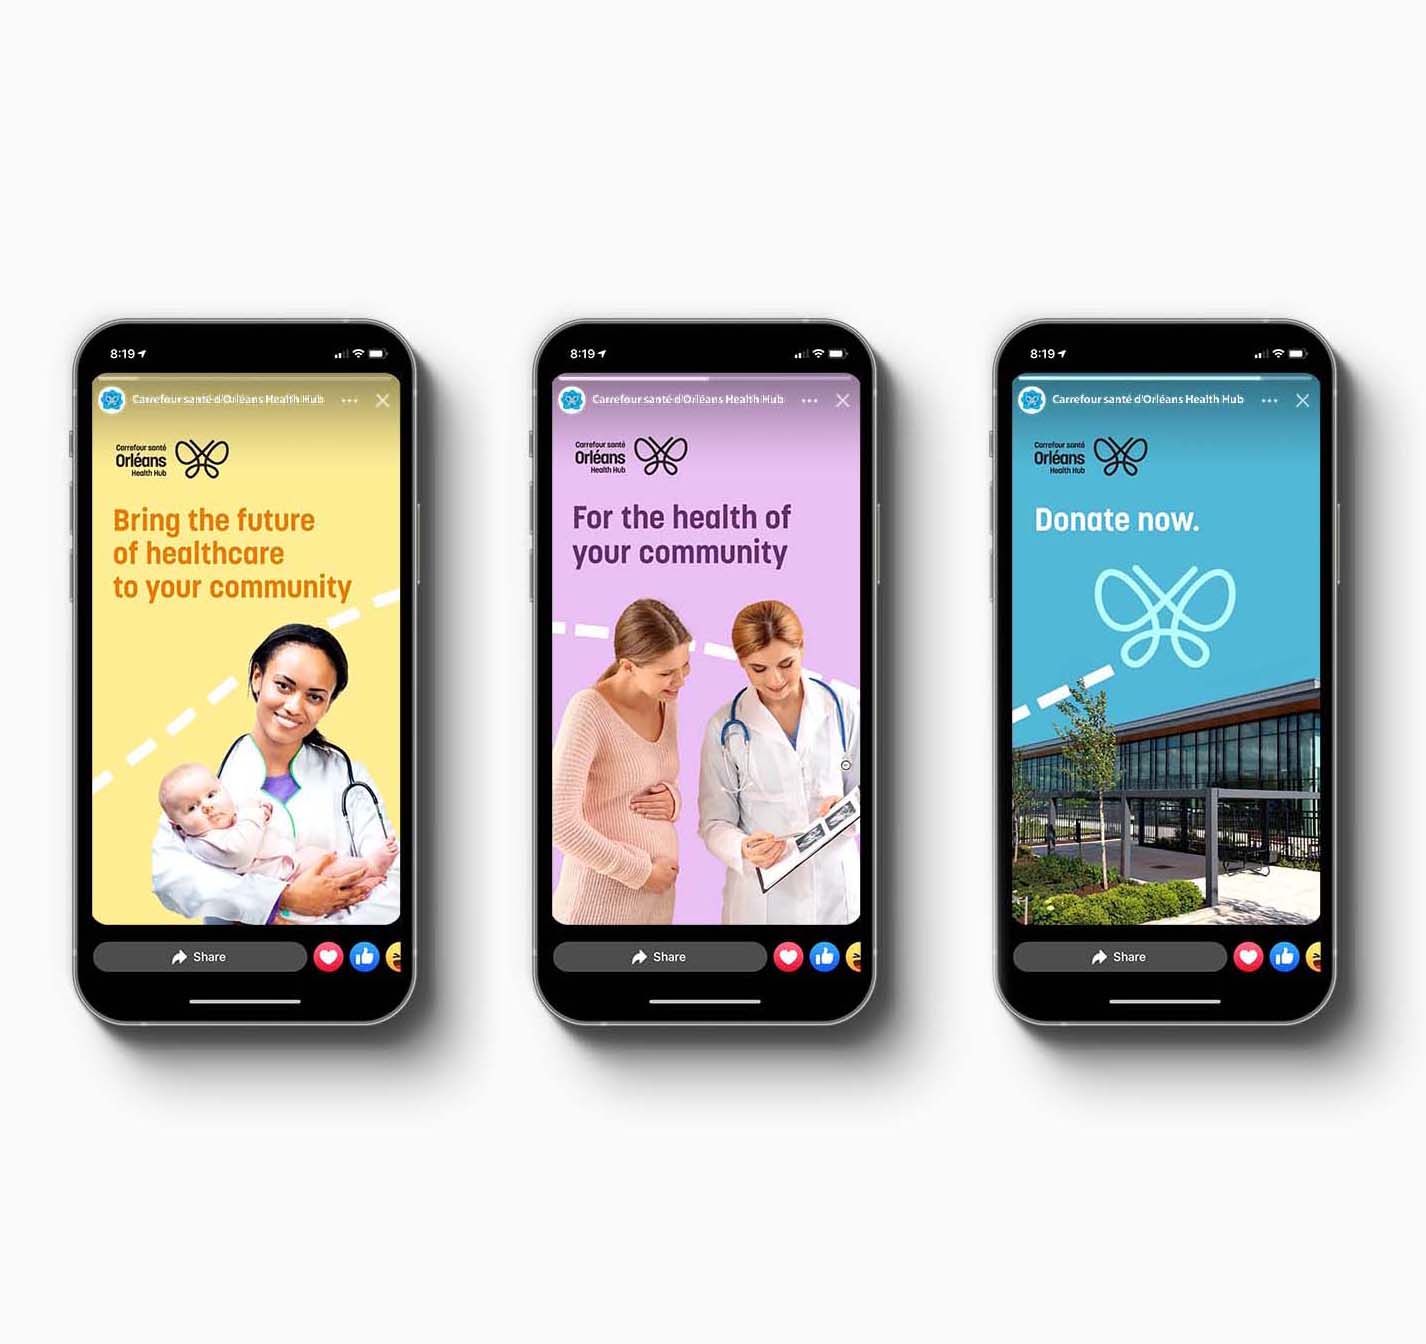 8:19
Carrefour santé d'Orléans Health Hub
Carrefour santé
Orléans
Health Hub
Bring the future
of healthcare
to your community
Share
8:19
Carrefour santé d'Orléans Health Hub
Carrefour santé
Orléans
Health Hub
For the health of
your community
Share
8:19
Carrefour santé d'Orléans Health Hub
Carrefour santé
Orléans
Health Hub
Donate now.
Share